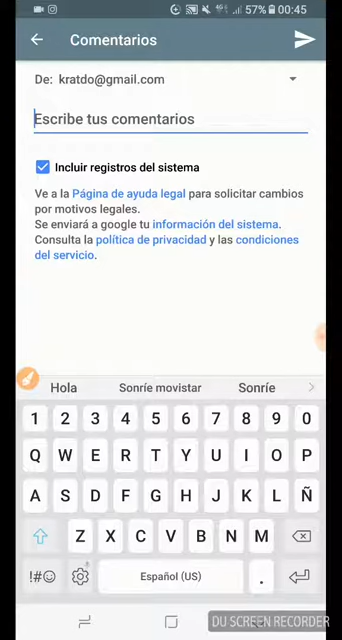 57% 00:45
Comentarios
De: kratdo@gmail.com
Escribe tus comentarios
Incluir registros del sistema
Ve a la Página de ayuda legal para solicitar cambios
por motivos legales.
Se enviará a google tu información del sistema.
Consulta la política de privacidad y las condiciones
del servicio.
Hola Sonríe movistar Sonríe
1 2 3 4 5 6 7 8 9 0
Q W E R T Y U I O P
A S D F G H J K L Ñ
Z X C V B N M
!#☺ Español (US) .
DU SCREEN RECORDER